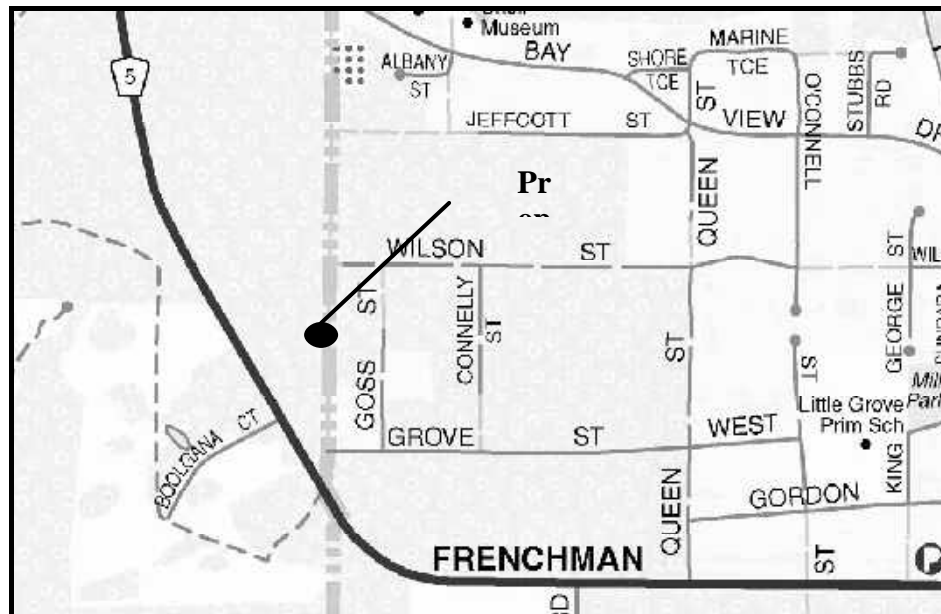 Museum
ALBANY
ST
BAY
SHORE
TCE
MARINE
TCE
O'CONNELL
STUBBS
RD
5
JEFFCOTT ST
ST
VIEW
QUEEN
Pr
WILSON ST
ST
GOSS
CONNELLY
ST
ST
GEORGE
ST
ST
Little Grove
Prim Sch
BOOLGANA CT
GROVE ST
WEST
KING
GORDON
QUEEN
ST
FRENCHMAN